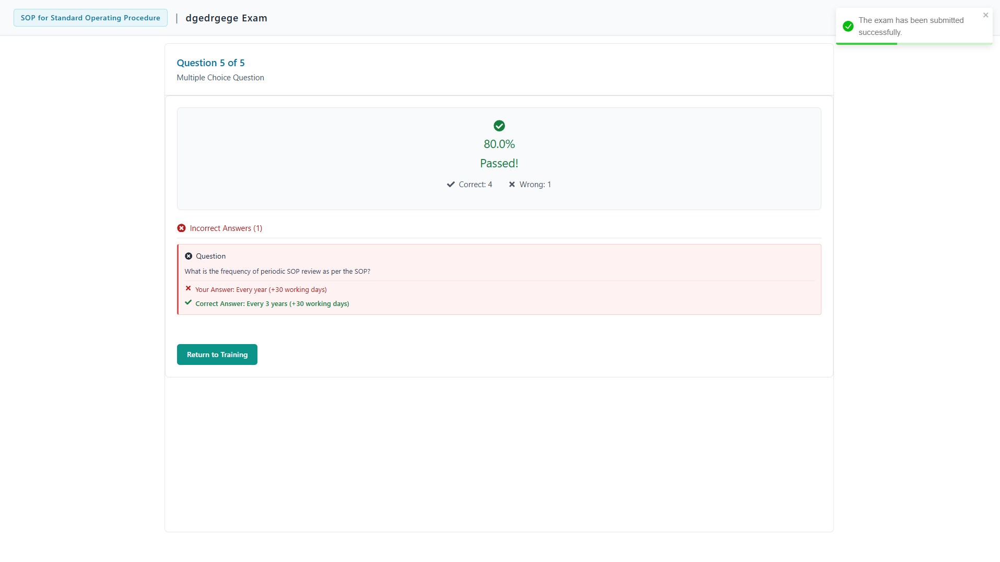 SOP for Standard Operating Procedure | dgedrgege Exam
The exam has been submitted
successfully.
Question 5 of 5
Multiple Choice Question
80.0%
Passed!
Correct: 4 Wrong: 1
Incorrect Answers (1)
Question
What is the frequency of periodic SOP review as per the SOP?
Your Answer: Every year (+30 working days)
Correct Answer: Every 3 years (+30 working days)
Return to Training